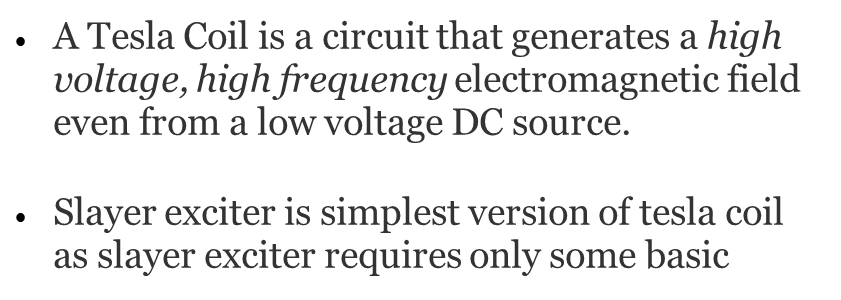 • A Tesla Coil is a circuit that generates a high
voltage, high frequency electromagnetic field
even from a low voltage DC source.
• Slayer exciter is simplest version of tesla coil
as slayer exciter requires only some basic